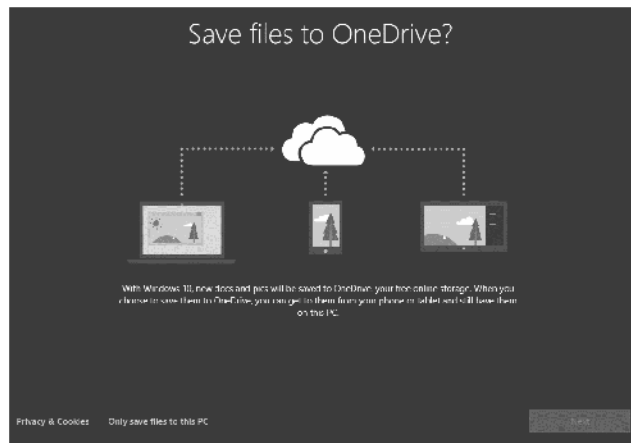 Save files to OneDrive?
With Windows 10, new docs and pics will be saved to OneDrive, your free online storage. When you
choose to save them to OneDrive, you can get to them from your phone or tablet and still have them
on this PC.
Privacy & Cookies Only save files to this PC
Next